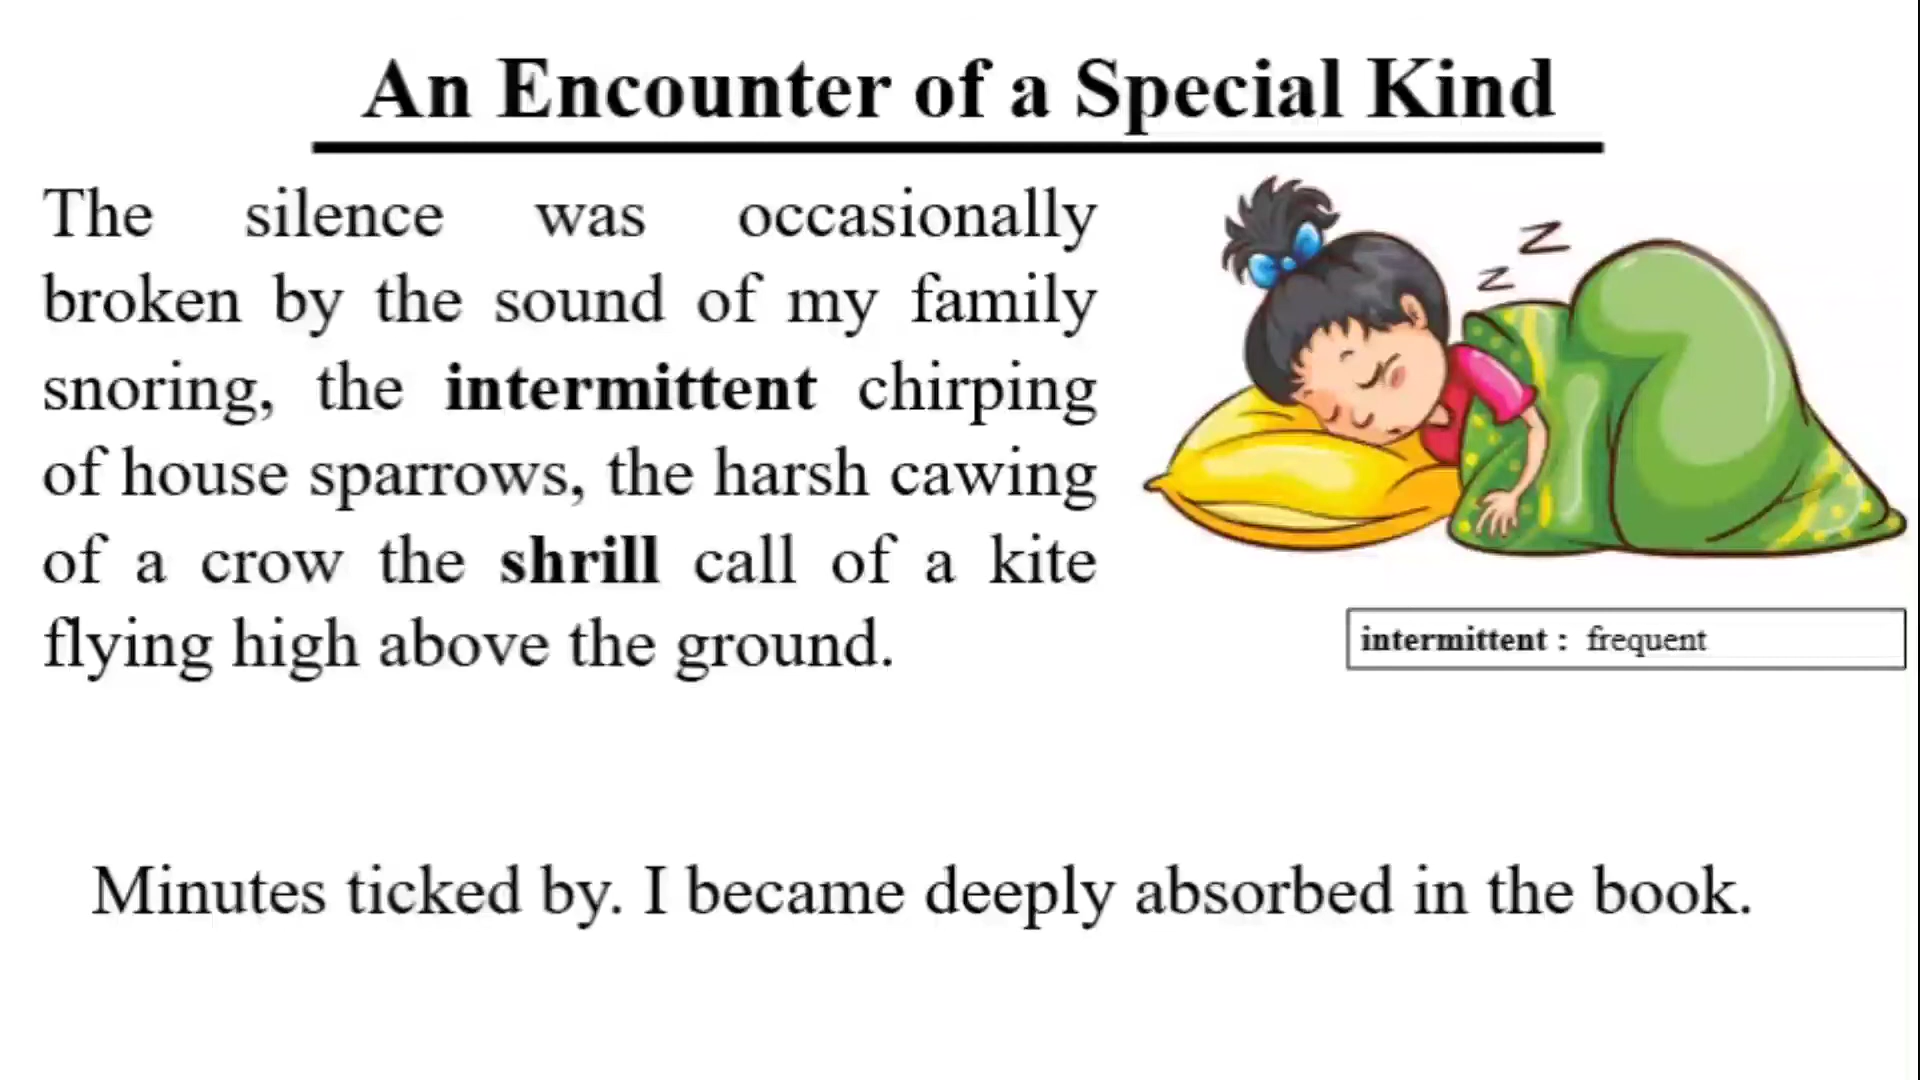 An Encounter of a Special Kind
The silence was occasionally
broken by the sound of my family
snoring, the intermittent chirping
of house sparrows, the harsh cawing
of a crow the shrill call of a kite
flying high above the ground.
z
z
intermittent : frequent
Minutes ticked by. I became deeply absorbed in the book.